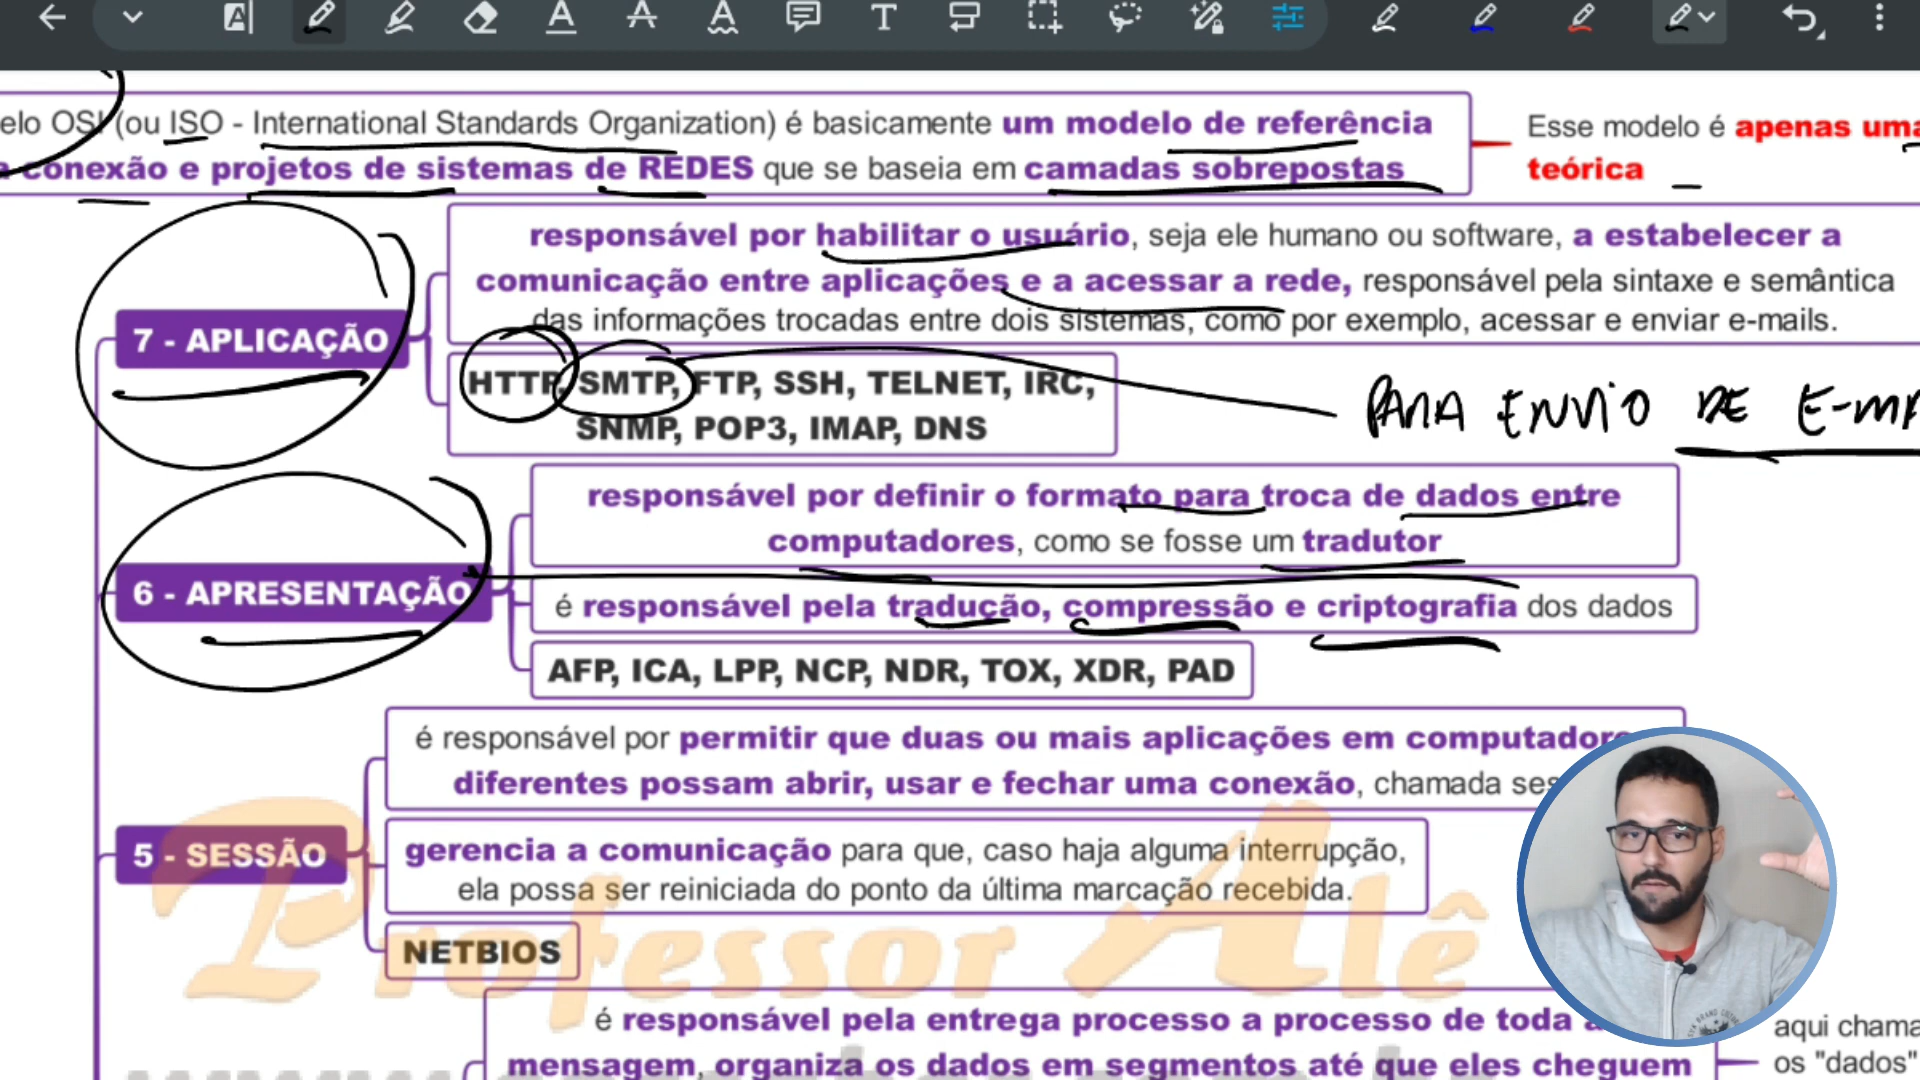 elo OSI (ou ISO - International Standards Organization) é basicamente um modelo de referência
conexão e projetos de sistemas de REDES que se baseia em camadas sobrepostas
Esse modelo é apenas uma
teórica
7 - APLICAÇÃO
responsável por habilitar o usuário, seja ele humano ou software, a estabelecer a
comunicação entre aplicações e a acessar a rede, responsável pela sintaxe e semântica
das informações trocadas entre dois sistemas, como por exemplo, acessar e enviar e-mails.
HTTP, SMTP, FTP, SSH, TELNET, IRC,
SNMP, POP3, IMAP, DNS
PARA ENVIO DE E-MA
6 - APRESENTAÇÃO
responsável por definir o formato para troca de dados entre
computadores, como se fosse um tradutor
é responsável pela tradução, compressão e criptografia dos dados
AFP, ICA, LPP, NCP, NDR, TOX, XDR, PAD
5 - SESSÃO
é responsável por permitir que duas ou mais aplicações em computadore
diferentes possam abrir, usar e fechar uma conexão, chamada ses
gerencia a comunicação para que, caso haja alguma interrupção,
ela possa ser reiniciada do ponto da última marcação recebida.
NETBIOS
Professor Alê
é responsável pela entrega processo a processo de toda a
mensagem, organiza os dados em segmentos até que eles cheguem
aqui chama
os "dados"